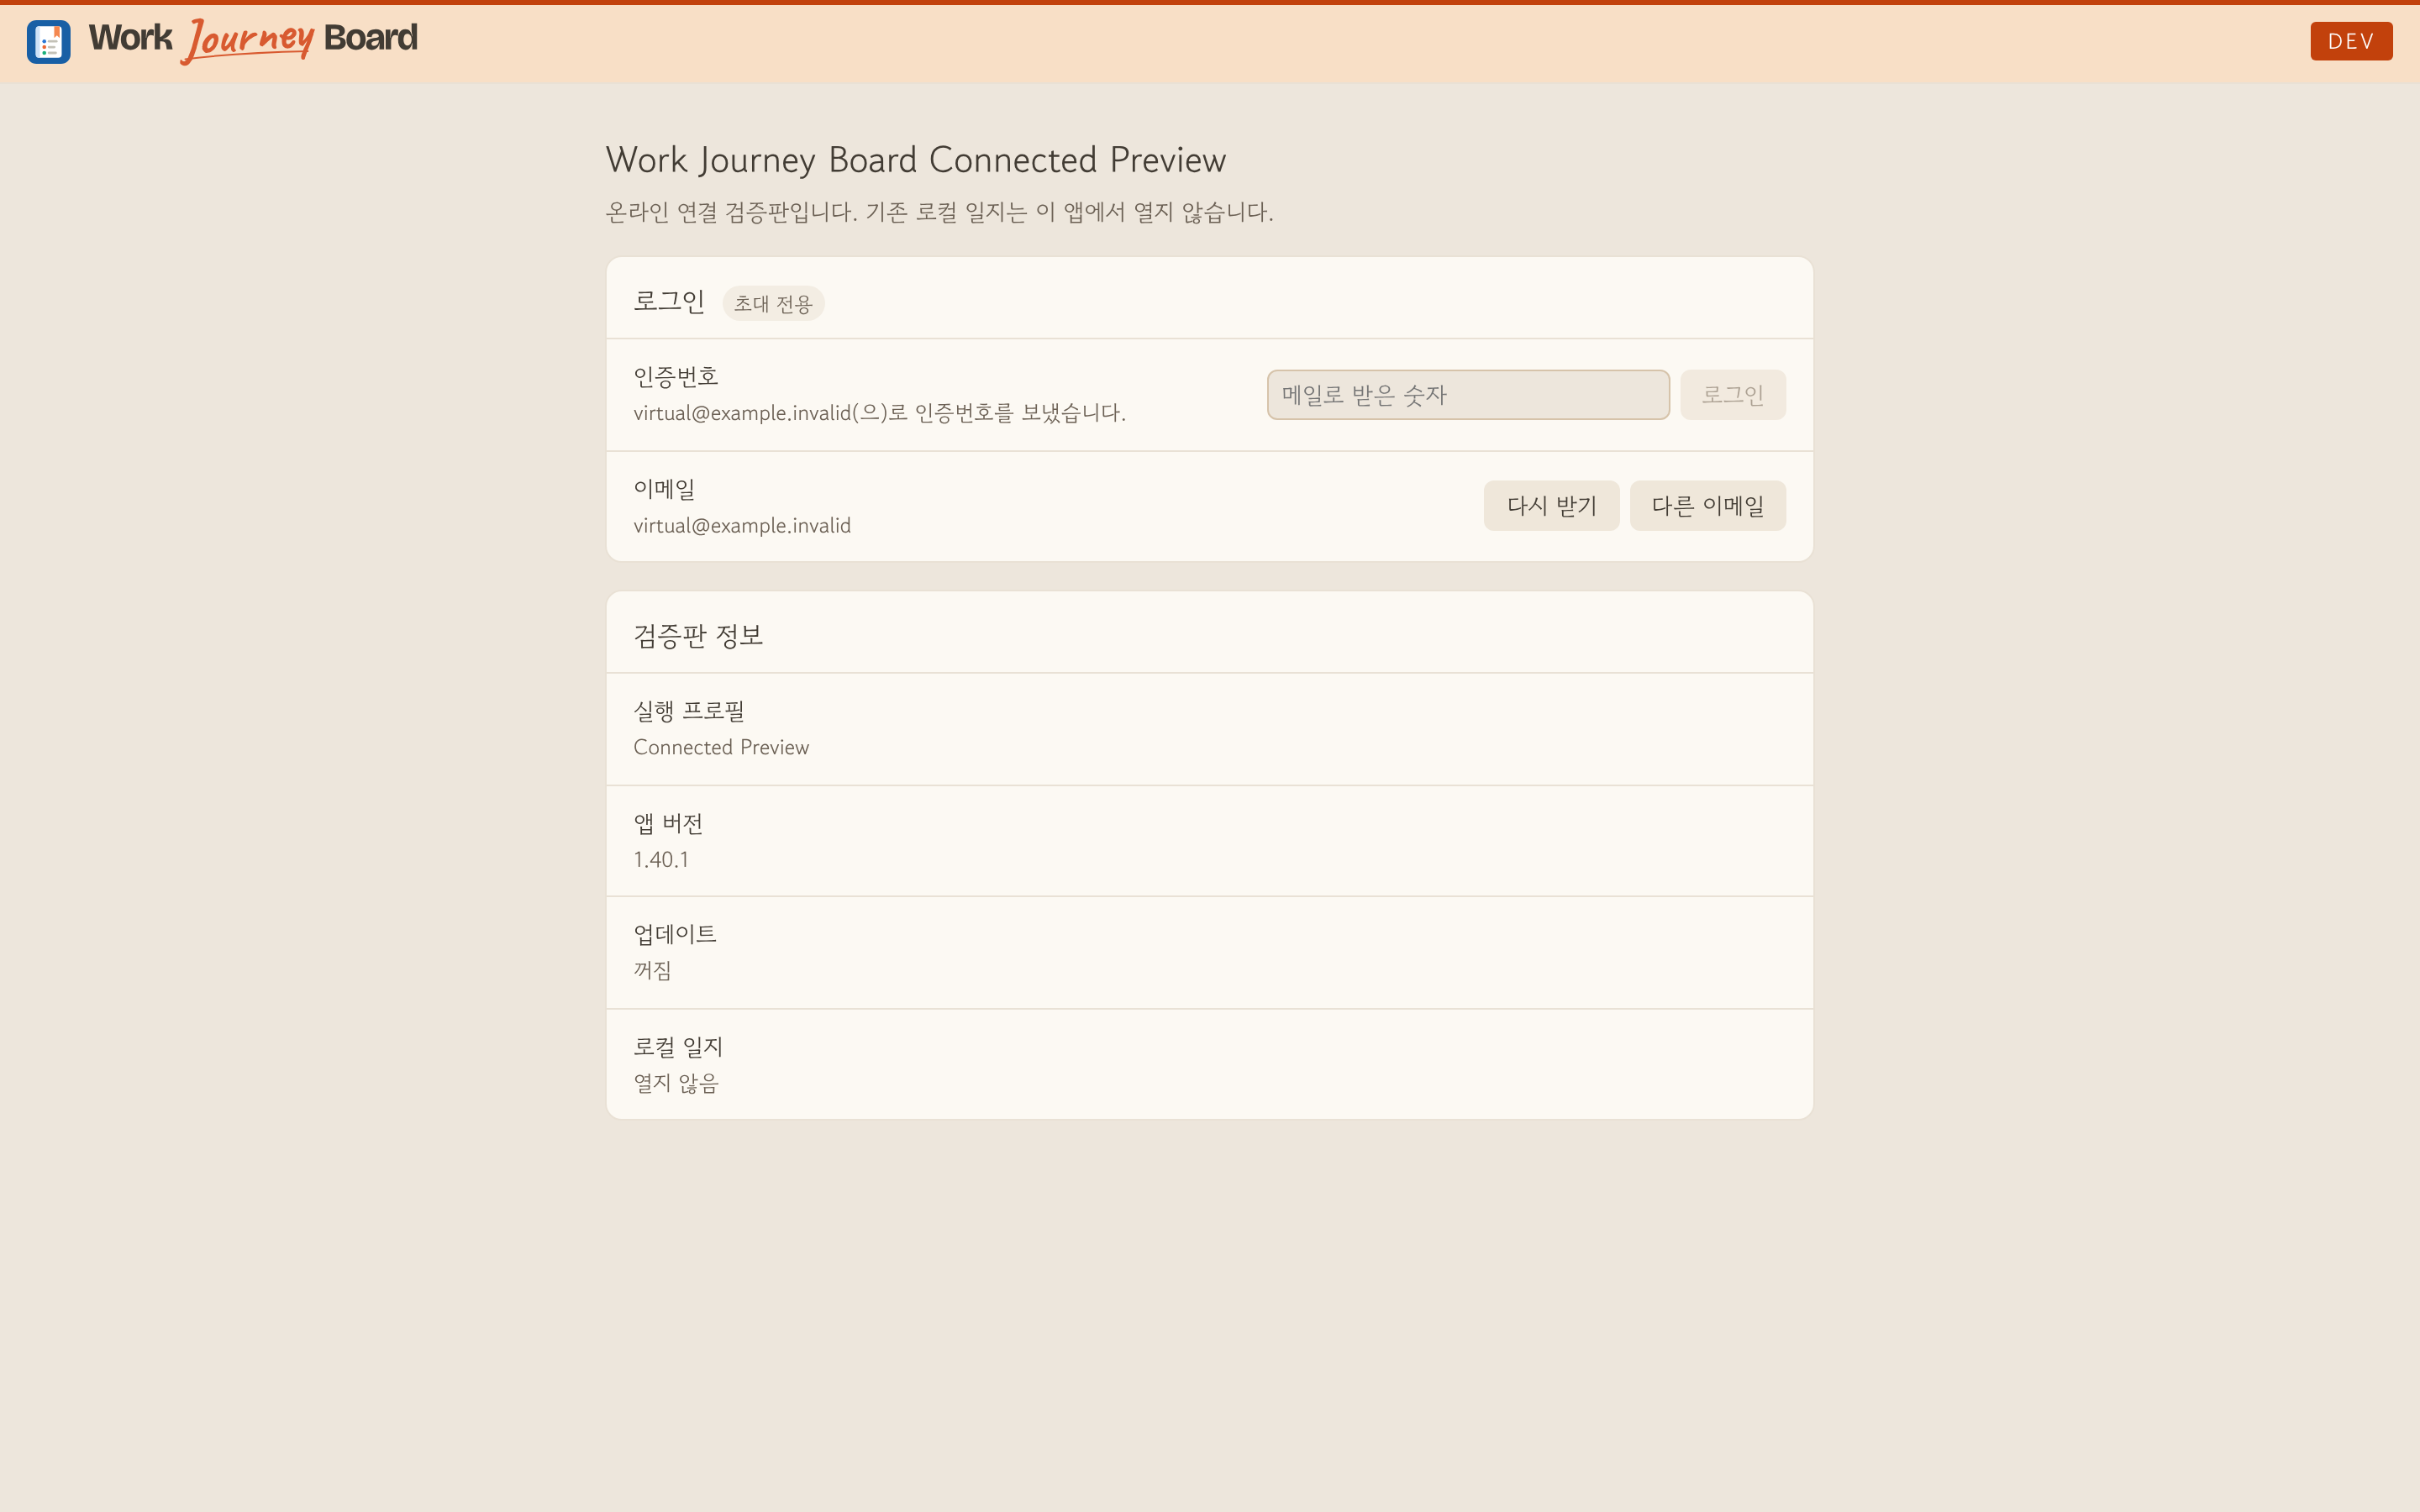 Work Journey Board
DEV
Work Journey Board Connected Preview
온라인 연결 검증판입니다. 기존 로컬 일지는 이 앱에서 열지 않습니다.
로그인 초대 전용
인증번호
virtual@example.invalid(으)로 인증번호를 보냈습니다.
메일로 받은 숫자
로그인
이메일
virtual@example.invalid
다시 받기
다른 이메일
검증판 정보
실행 프로필
Connected Preview
앱 버전
1.40.1
업데이트
꺼짐
로컬 일지
열지 않음